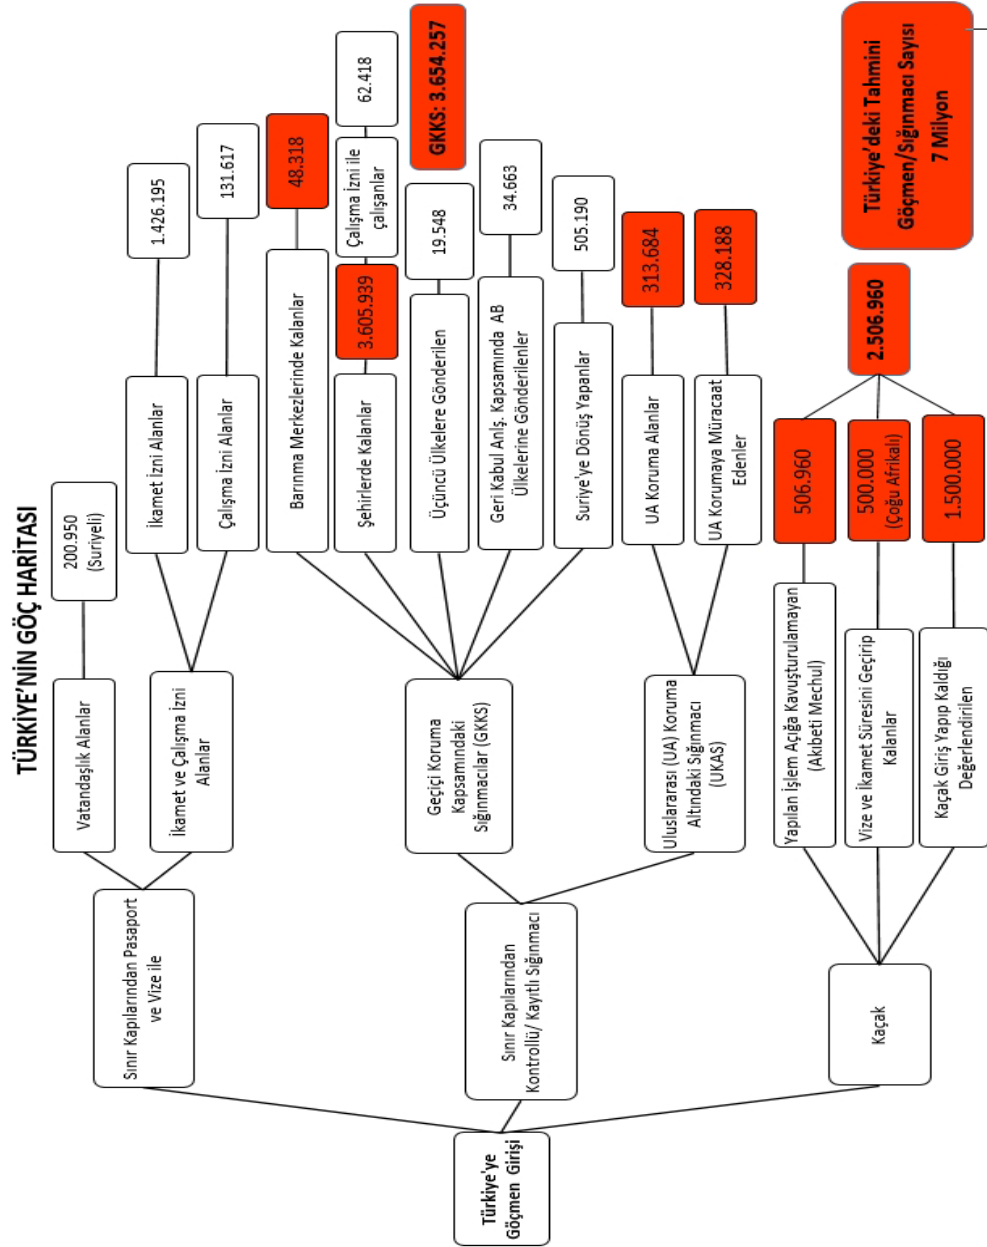 TÜRKİYE'NİN GÖÇ HARİTASI
Türkiye'ye
Göçmen Girişi
Sınır Kapılarından Pasaport
ve Vize ile
Vatandaşlık Alanlar
200.950
(Suriyeli)
İkamet ve Çalışma İzni
Alanlar
İkamet İzni Alanlar
1.426.195
Çalışma İzni Alanlar
131.617
Sınır Kapılarından
Kontrollü/ Kayıtlı Sığınmacı
Geçiçi Koruma
Kapsamındaki
Sığınmacılar (GKKS)
Barınma Merkezlerinde Kalanlar
48.318
Şehirlerde Kalanlar
3.605.939
Çalışma İzni ile
çalışanlar
62.418
GKKS: 3.654.257
Üçüncü Ülkelere Gönderilen
19.548
Geri Kabul Anlş. Kapsamında AB
Ülkelerine Gönderilenler
34.663
Suriye'ye Dönüş Yapanlar
505.190
Uluslararası (UA) Koruma
Altındaki Sığınmacı
(UKAS)
UA Koruma Alanlar
313.684
UA Korumaya Müracaat
Edenler
328.188
Kaçak
Yapılan İşlem Açığa Kavuşturulamayan
(Akıbeti Mechul)
506.960
Vize ve İkamet Süresini Geçirip
Kalanlar
500.000
(Çoğu Afrikalı)
Kaçak Giriş Yapıp Kaldığı
Değerlendirilen
1.500.000
2.506.960
Türkiye'deki Tahmini
Göçmen/Sığınmacı Sayısı
7 Milyon